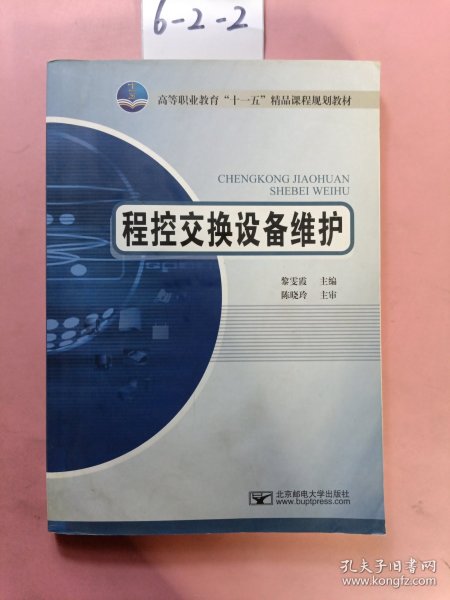 6-2-2
高等职业教育“十一五”精品课程规划教材
CHENGKONG JIAOHUAN
SHEBEI WEIHU
程控交换设备维护
黎雯霞 主编
陈晓玲 主审
北京邮电大学出版社
www.buptpress.com
孔夫子旧书网
www.kongfz.com